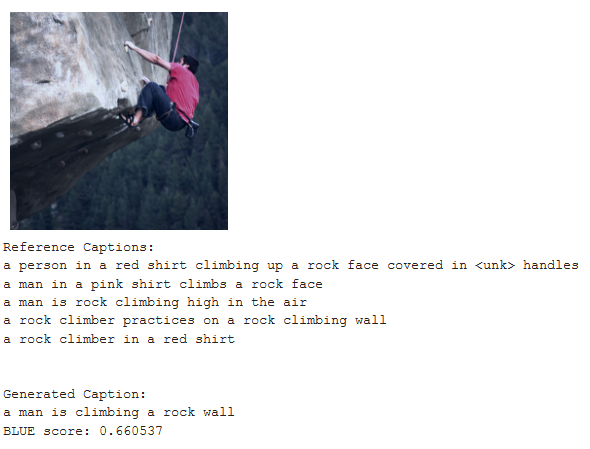 Reference Captions:
a person in a red shirt climbing up a rock face covered in <unk> handles
a man in a pink shirt climbs a rock face
a man is rock climbing high in the air
a rock climber practices on a rock climbing wall
a rock climber in a red shirt
Generated Caption:
a man is climbing a rock wall
BLUE score: 0.660537